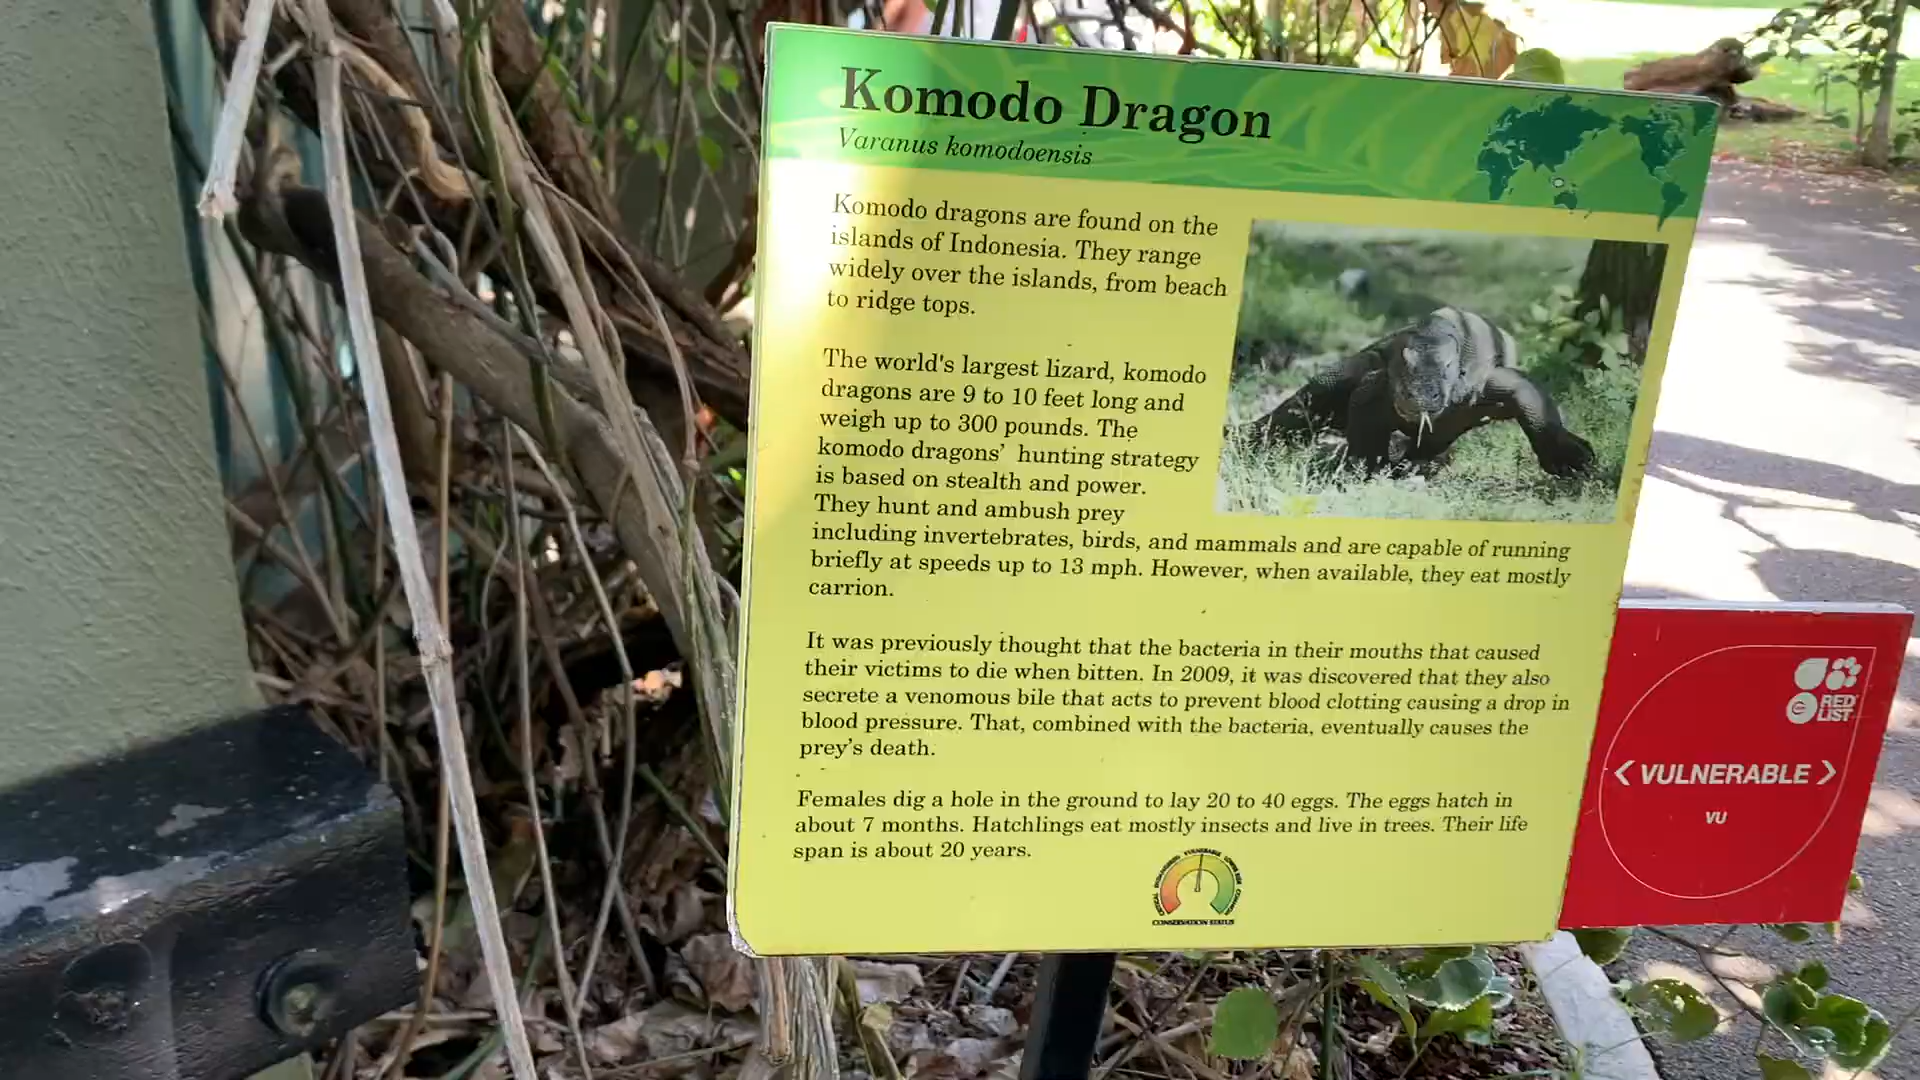 Komodo Dragon
Varanus komodoensis
Komodo dragons are found on the
islands of Indonesia. They range
widely over the islands, from beach
to ridge tops.
The world's largest lizard, komodo
dragons are 9 to 10 feet long and
weigh up to 300 pounds. The
komodo dragons' hunting strategy
is based on stealth and power.
They hunt and ambush prey
including invertebrates, birds, and mammals and are capable of running
briefly at speeds up to 13 mph. However, when available, they eat mostly
carrion.
It was previously thought that the bacteria in their mouths that caused
their victims to die when bitten. In 2009, it was discovered that they also
secrete a venomous bile that acts to prevent blood clotting causing a drop in
blood pressure. That, combined with the bacteria, eventually causes the
prey's death.
Females dig a hole in the ground to lay 20 to 40 eggs. The eggs hatch in
about 7 months. Hatchlings eat mostly insects and live in trees. Their life
span is about 20 years.
CRITICAL ENDANGERED VULNERABLE LOWER RISK COMMON
CONSERVATION STATUS
RED
LIST
< VULNERABLE >
VU